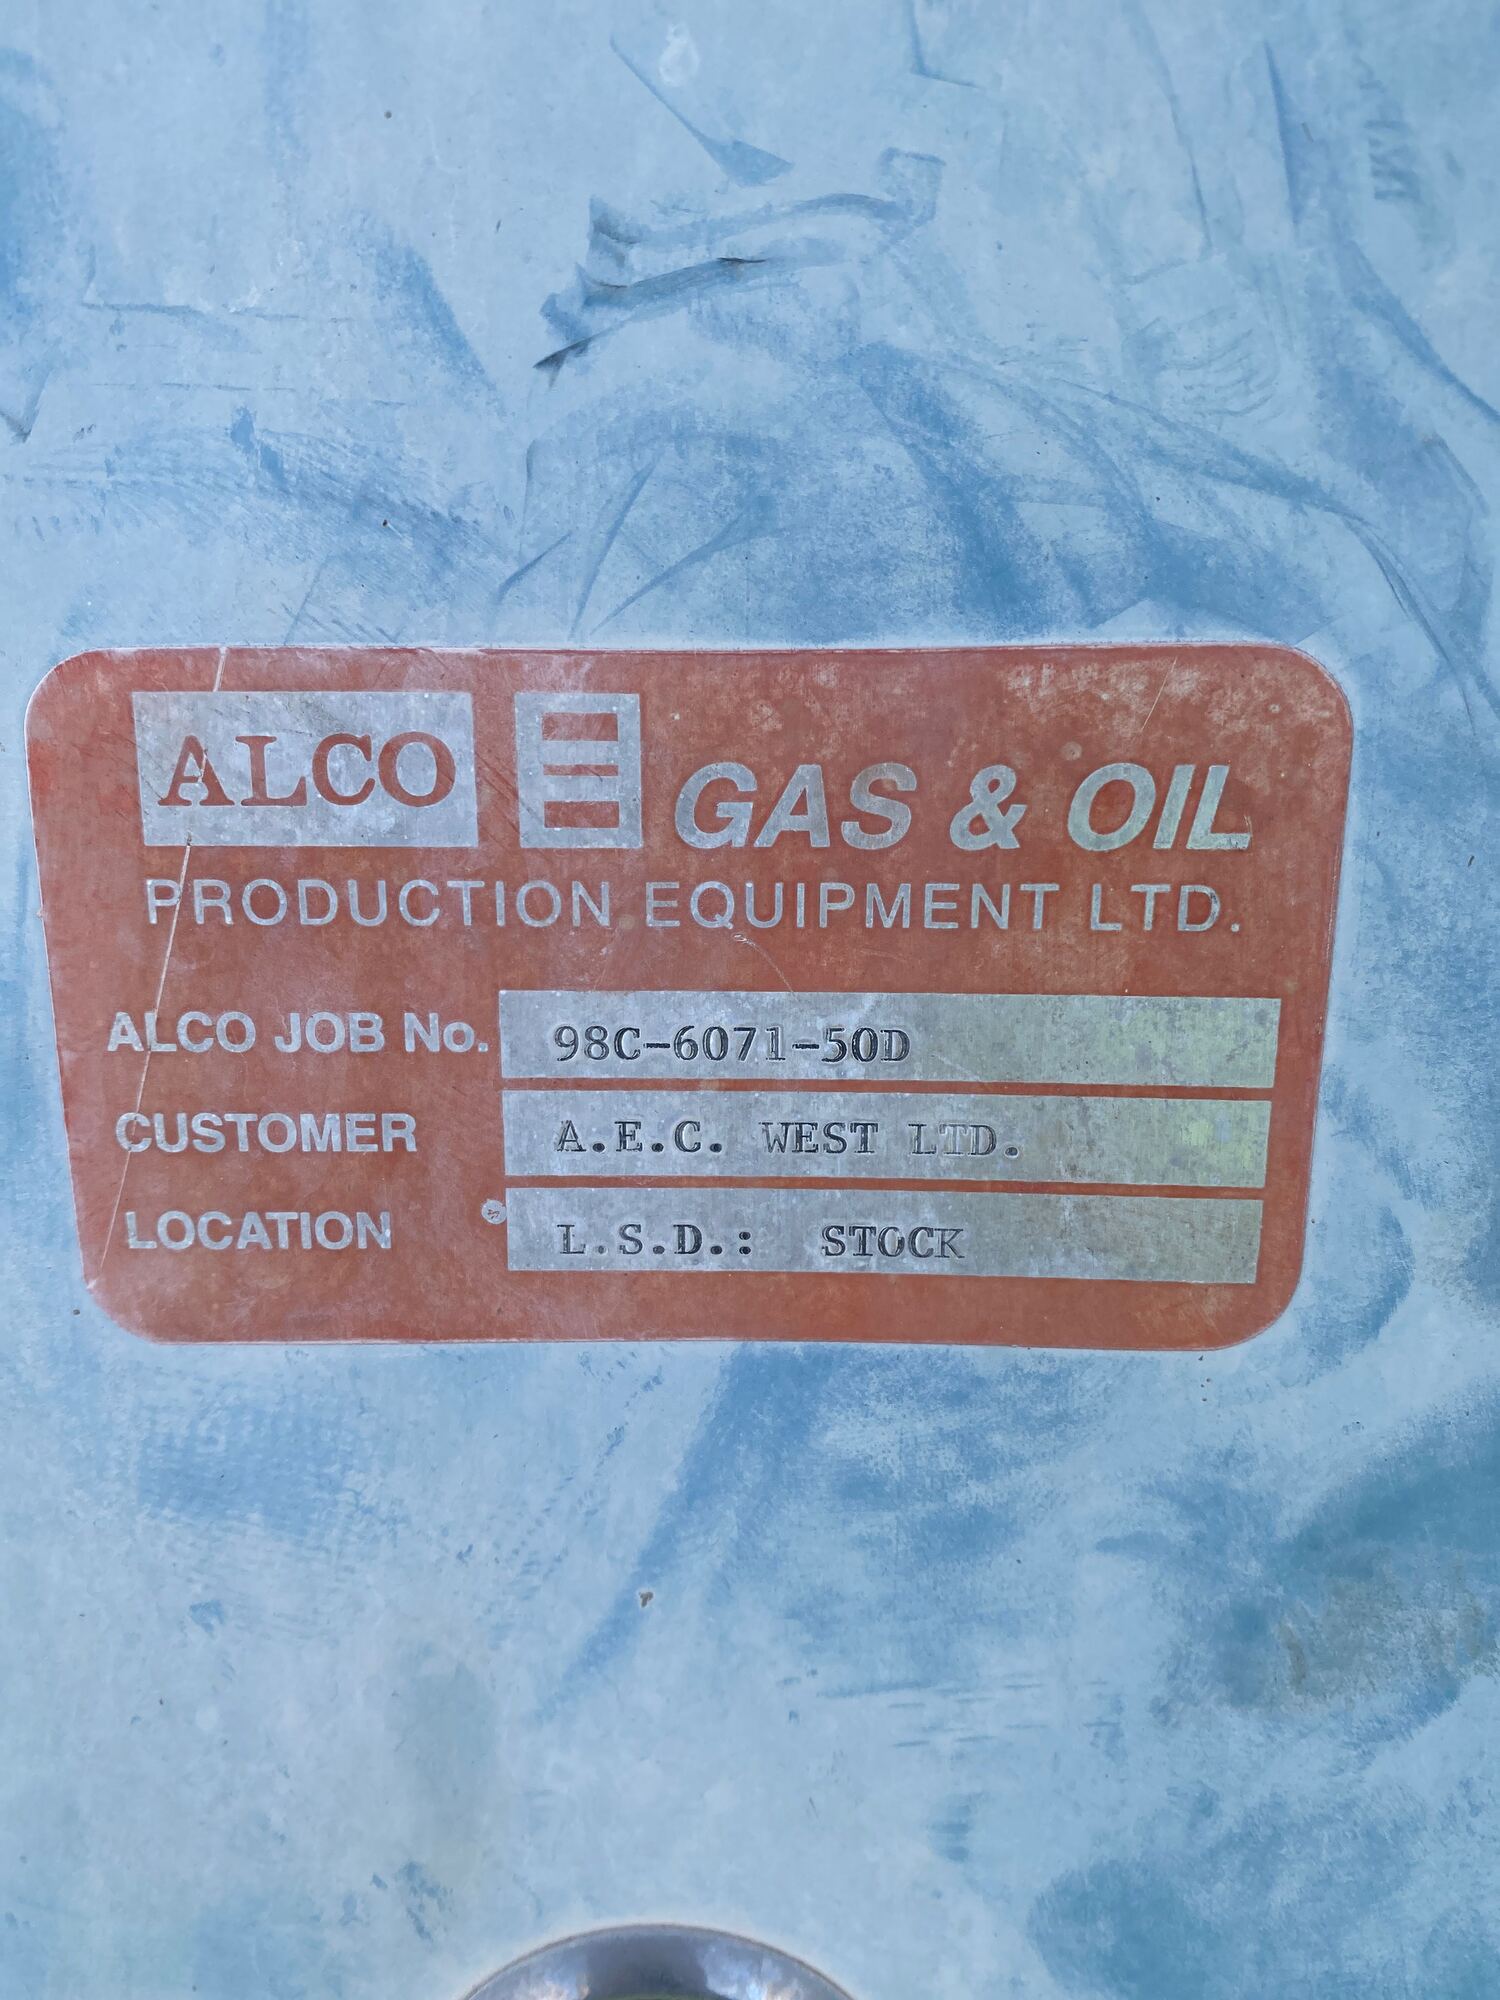 ALCO GAS & OIL
PRODUCTION EQUIPMENT LTD.
ALCO JOB No. 98C-6071-50D
CUSTOMER A.E.C. WEST LTD.
LOCATION L.S.D.: STOCK